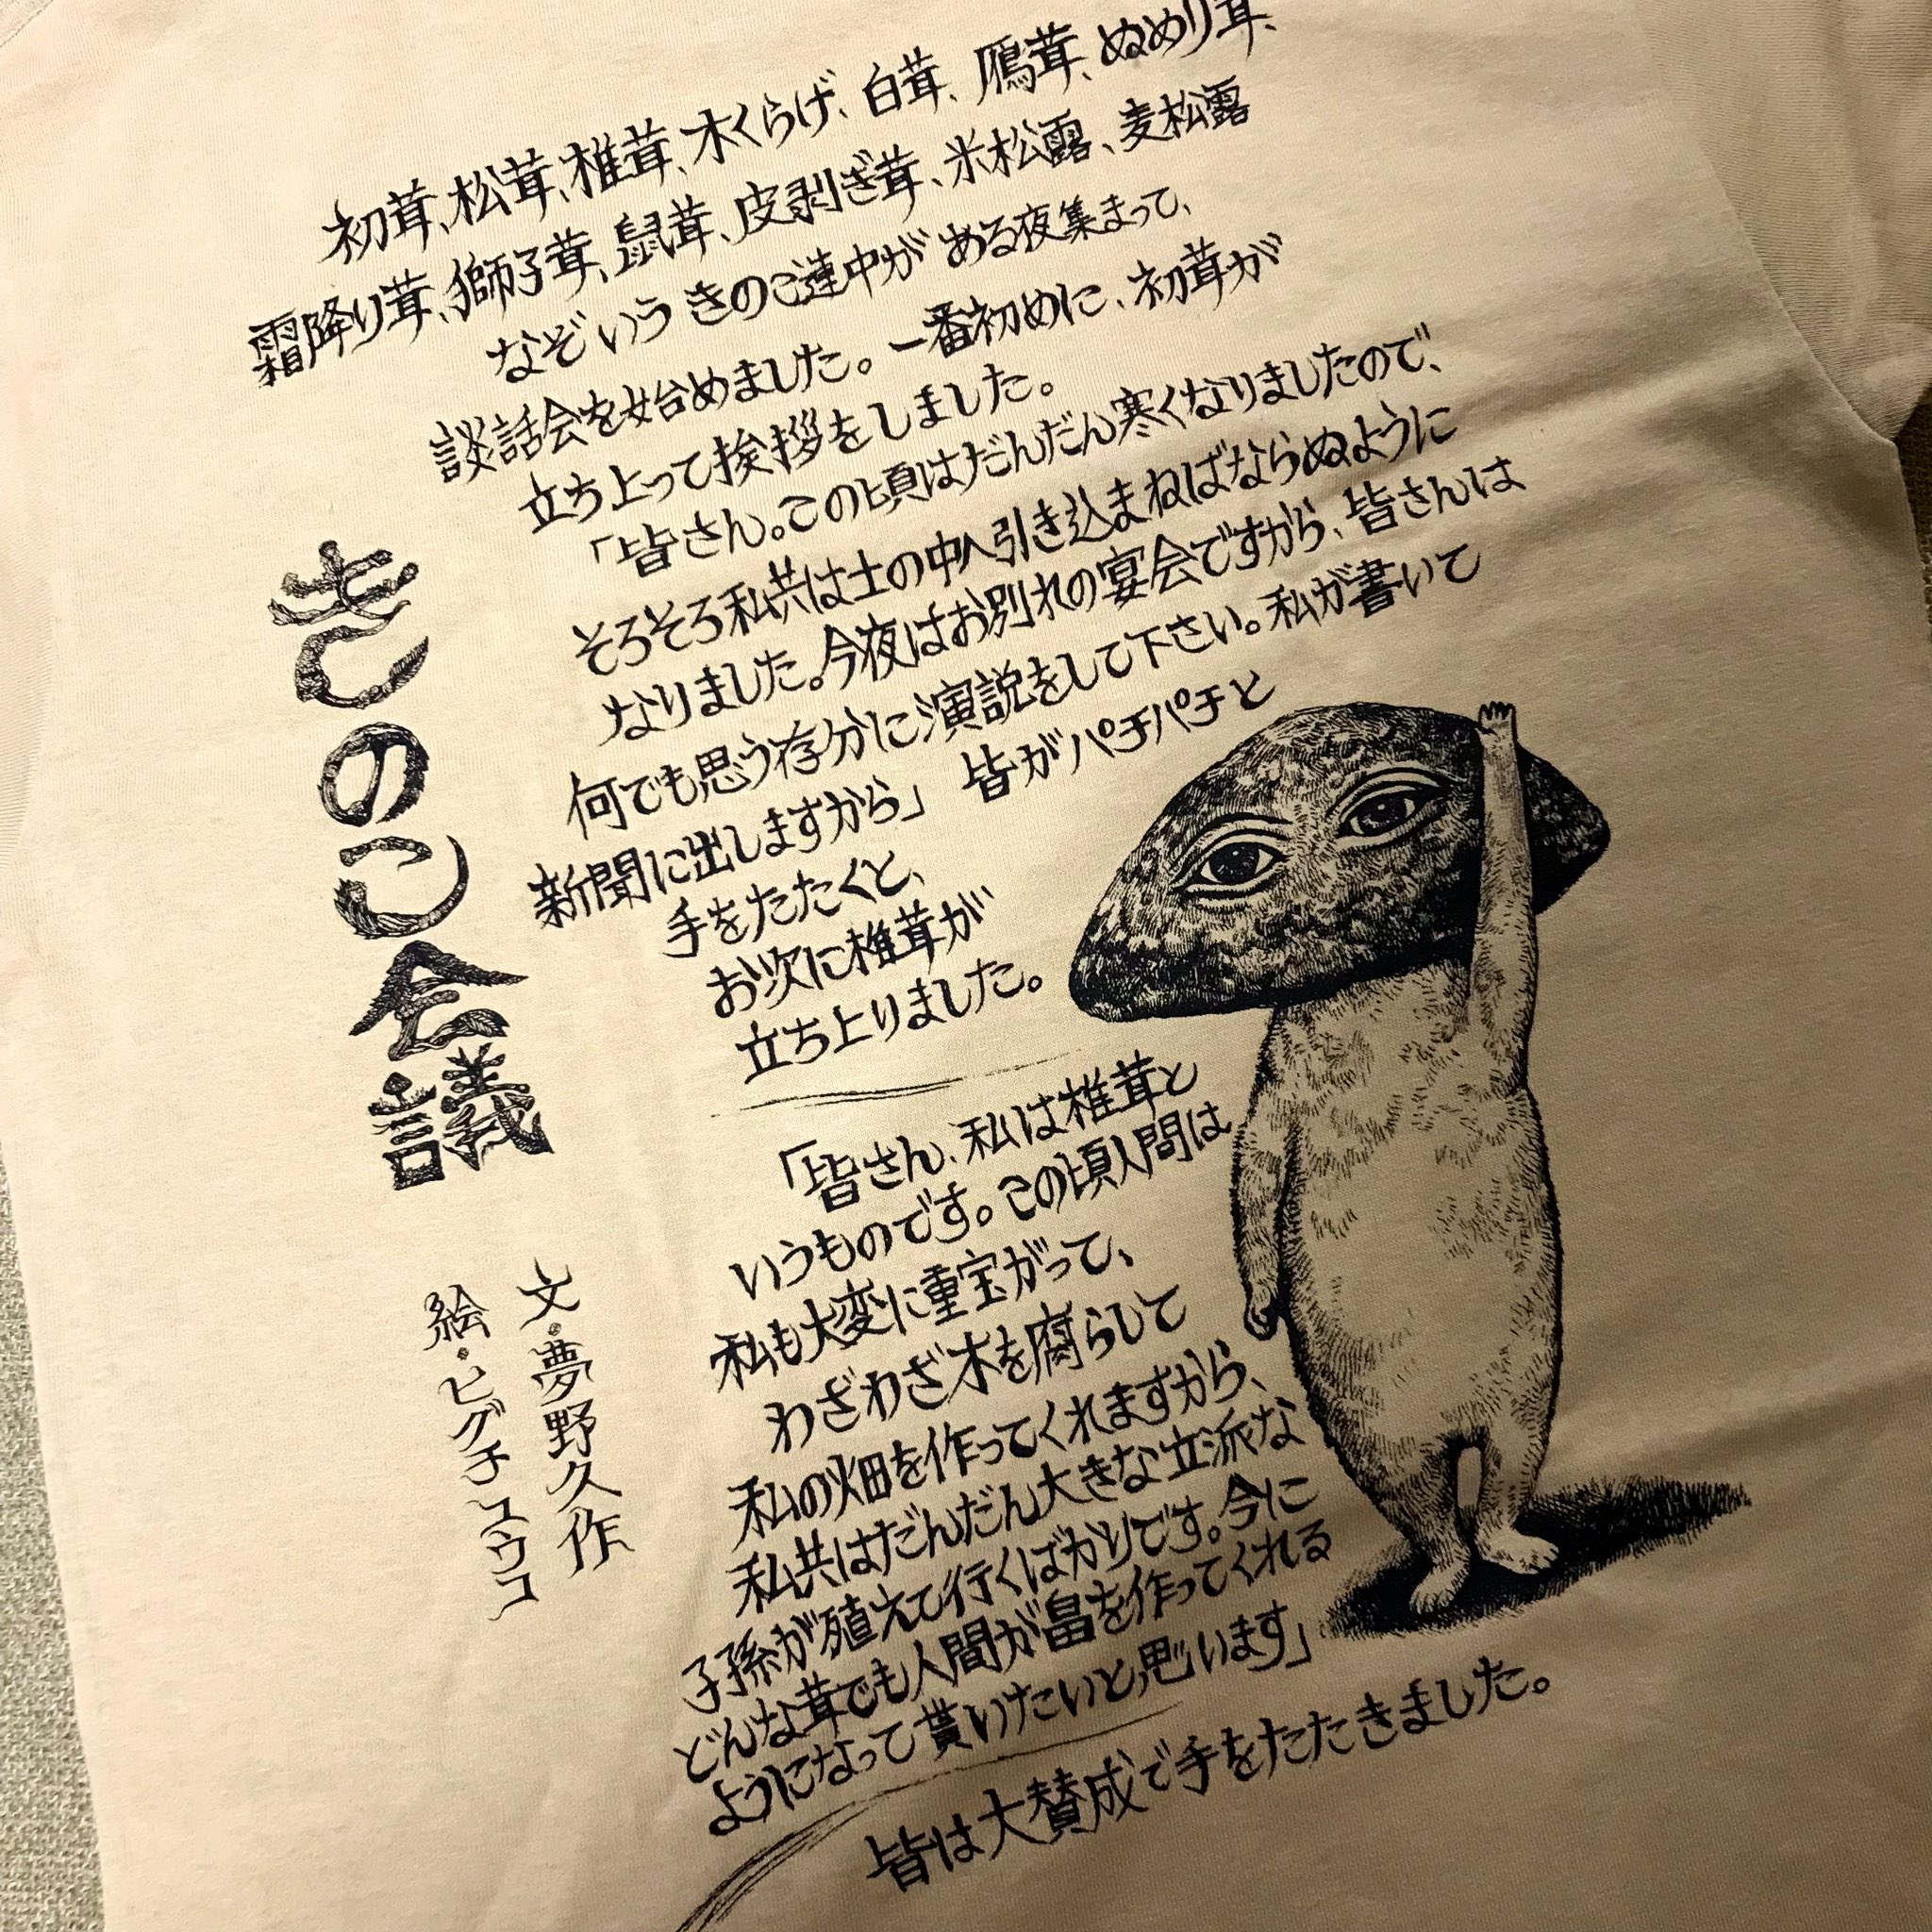 初茸、松茸、椎茸、木くらげ、白茸、鴈茸、ぬめり茸、
霜降り茸、獅子茸、鼠茸、皮剥ぎ茸、米松露、麦松露
なぞいうきのこ連中がある夜集まって、
談話会を始めました。一番初めに、初茸が
立ち上って挨拶をしました。
「皆さん。この頃はだんだん寒くなりましたので、
そろそろ私共は土の中へ引き込まねばならぬように
なりました。今夜はお別れの宴会ですから、皆さんは
何でも思う存分に演説をして下さい。私が書いて
新聞に出しますから」 皆がパチパチと
手をたたくと、
お次に椎茸が
立ち上りました。
「皆さん、私は椎茸と
いうものです。この頃人間は
私も大変に重宝がって、
わざわざ木を腐らして
私の畑を作ってくれますから、
私共はだんだん大きな立派な
子孫が殖えて行くばかりです。今に
どんな茸でも人間が畠を作ってくれる
ようになって貰いたいと思います」
皆は大賛成で手をたたきました。
きのこ会議
文・夢野久作
絵・ヒグチユウコ